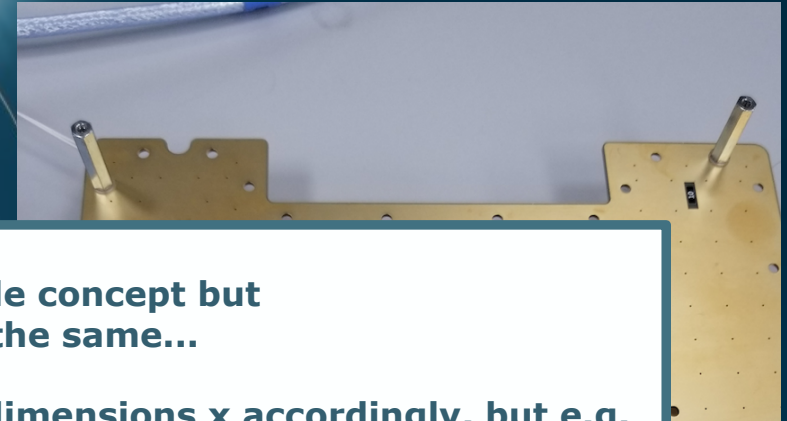 le concept but
the same...
dimensions x accordingly, but e.g.